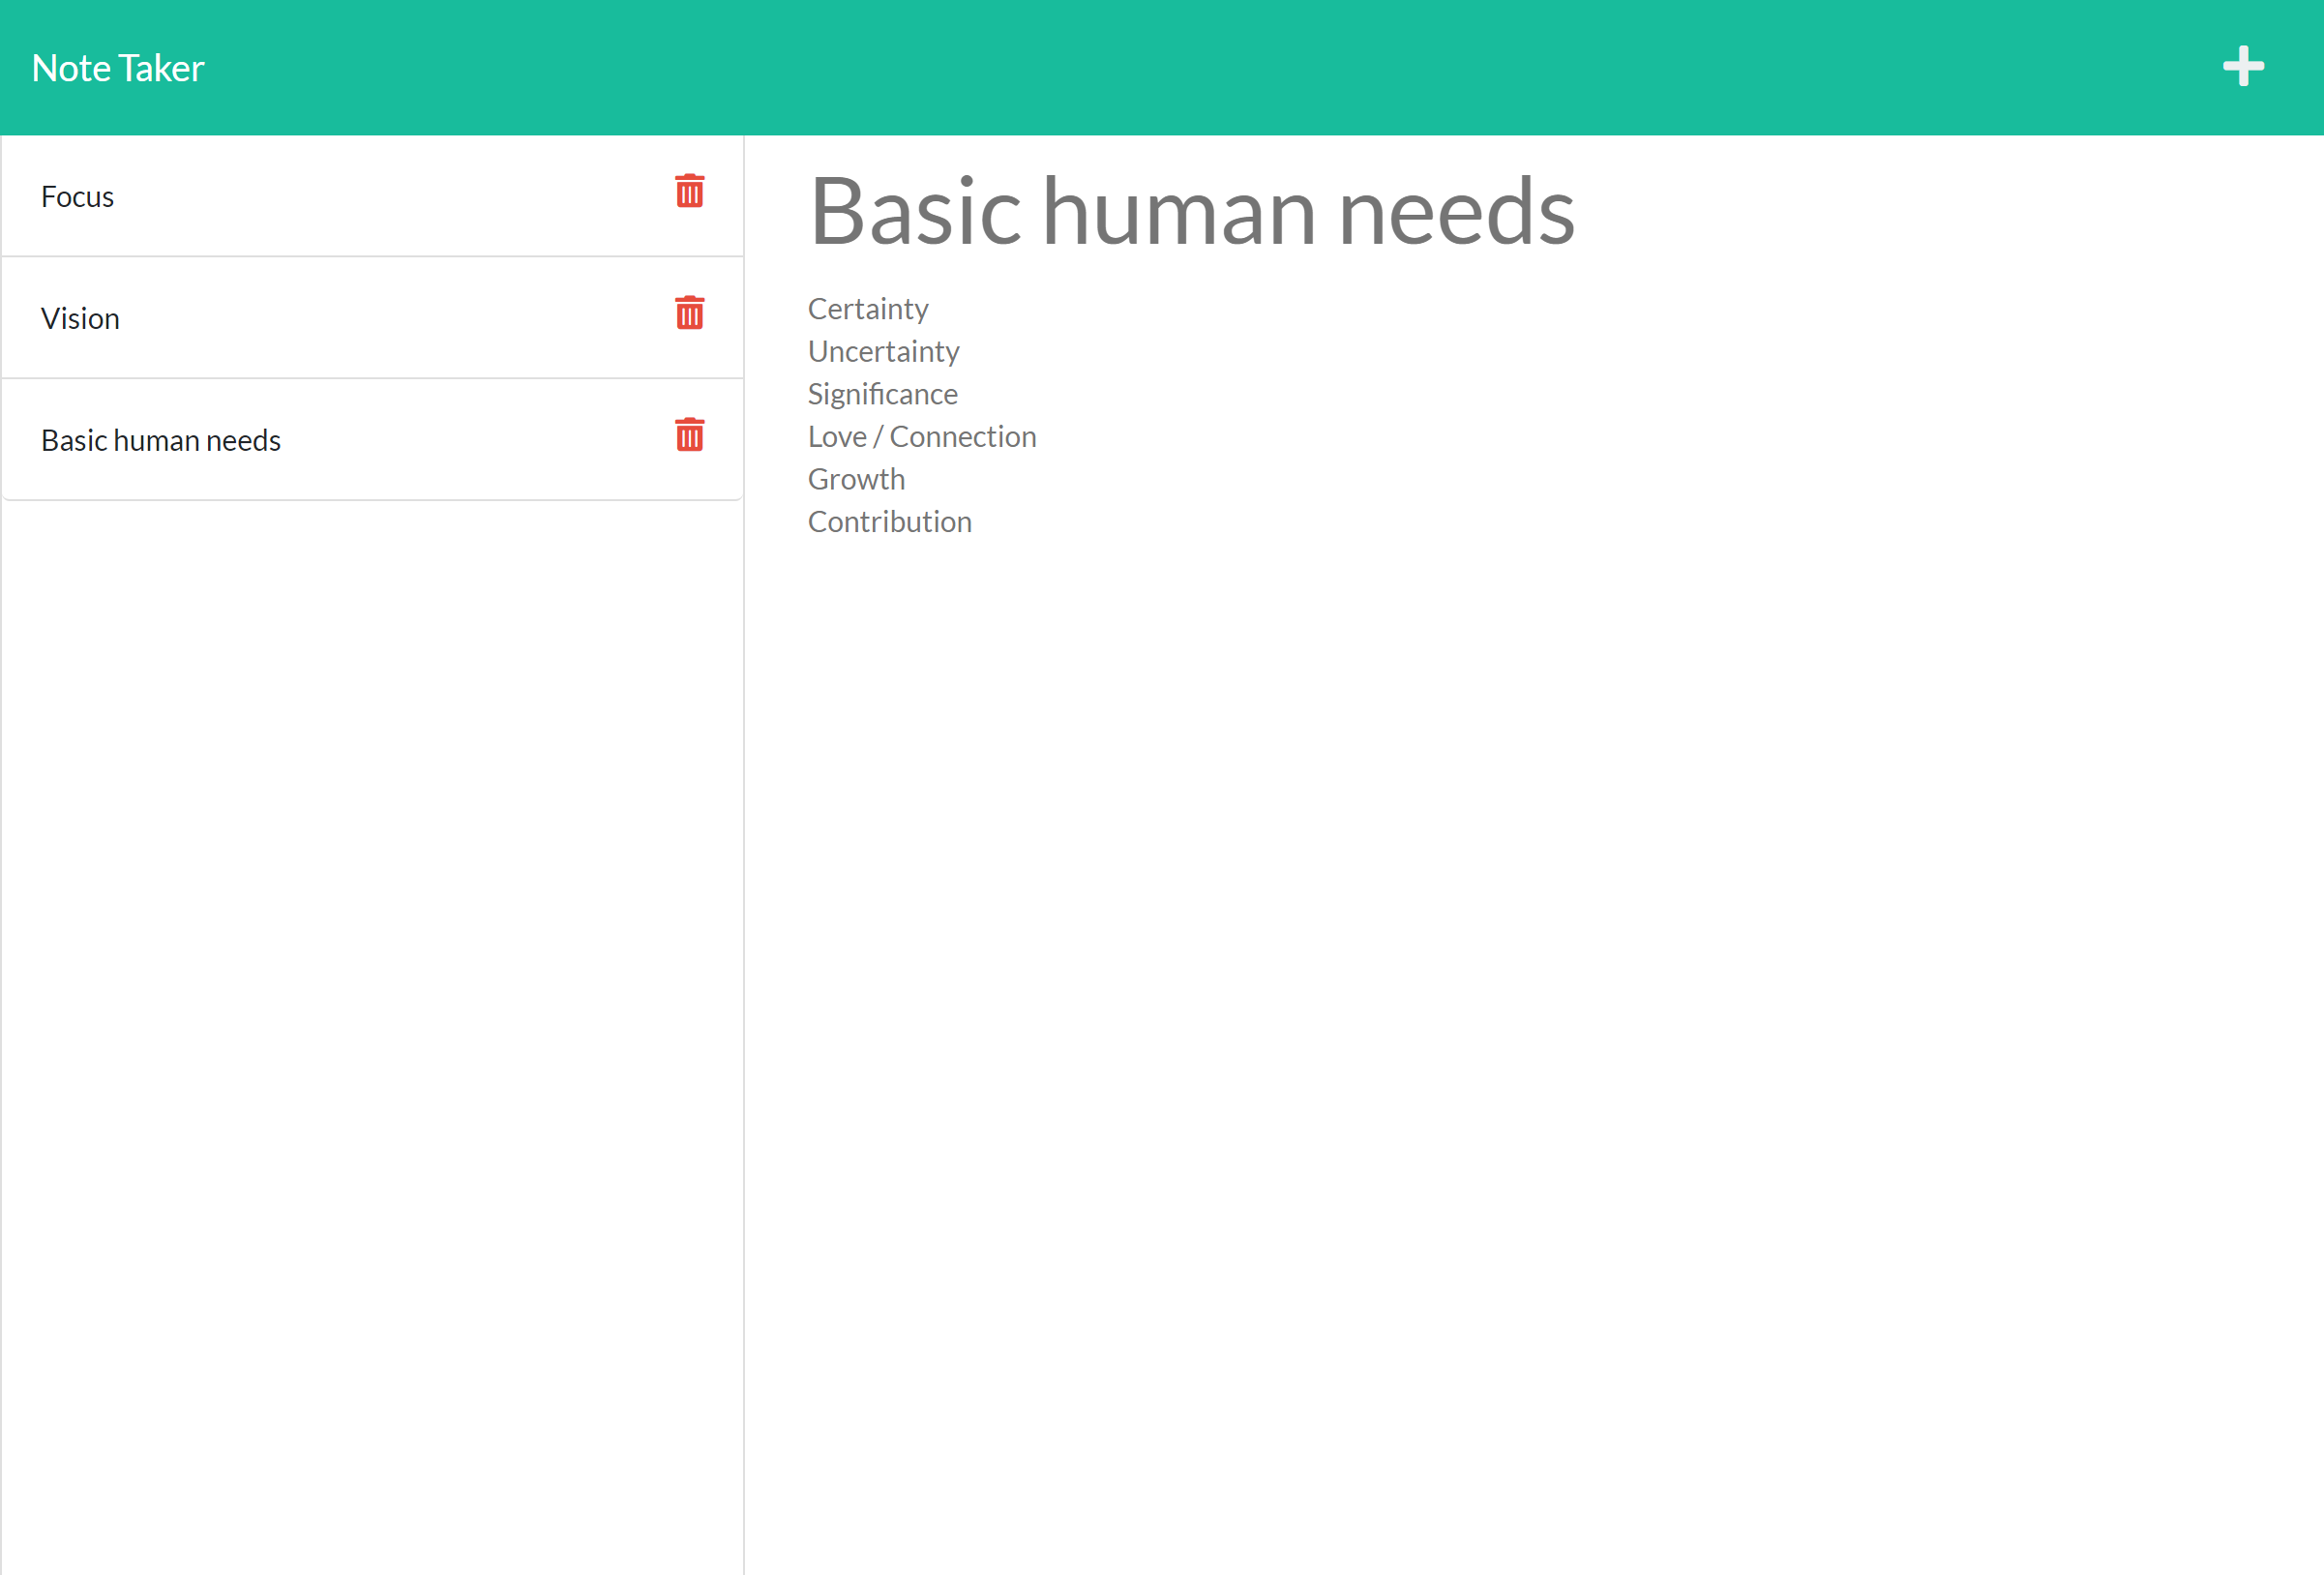 Note Taker
Focus
Vision
Basic human needs
Basic human needs
Certainty
Uncertainty
Significance
Love / Connection
Growth
Contribution